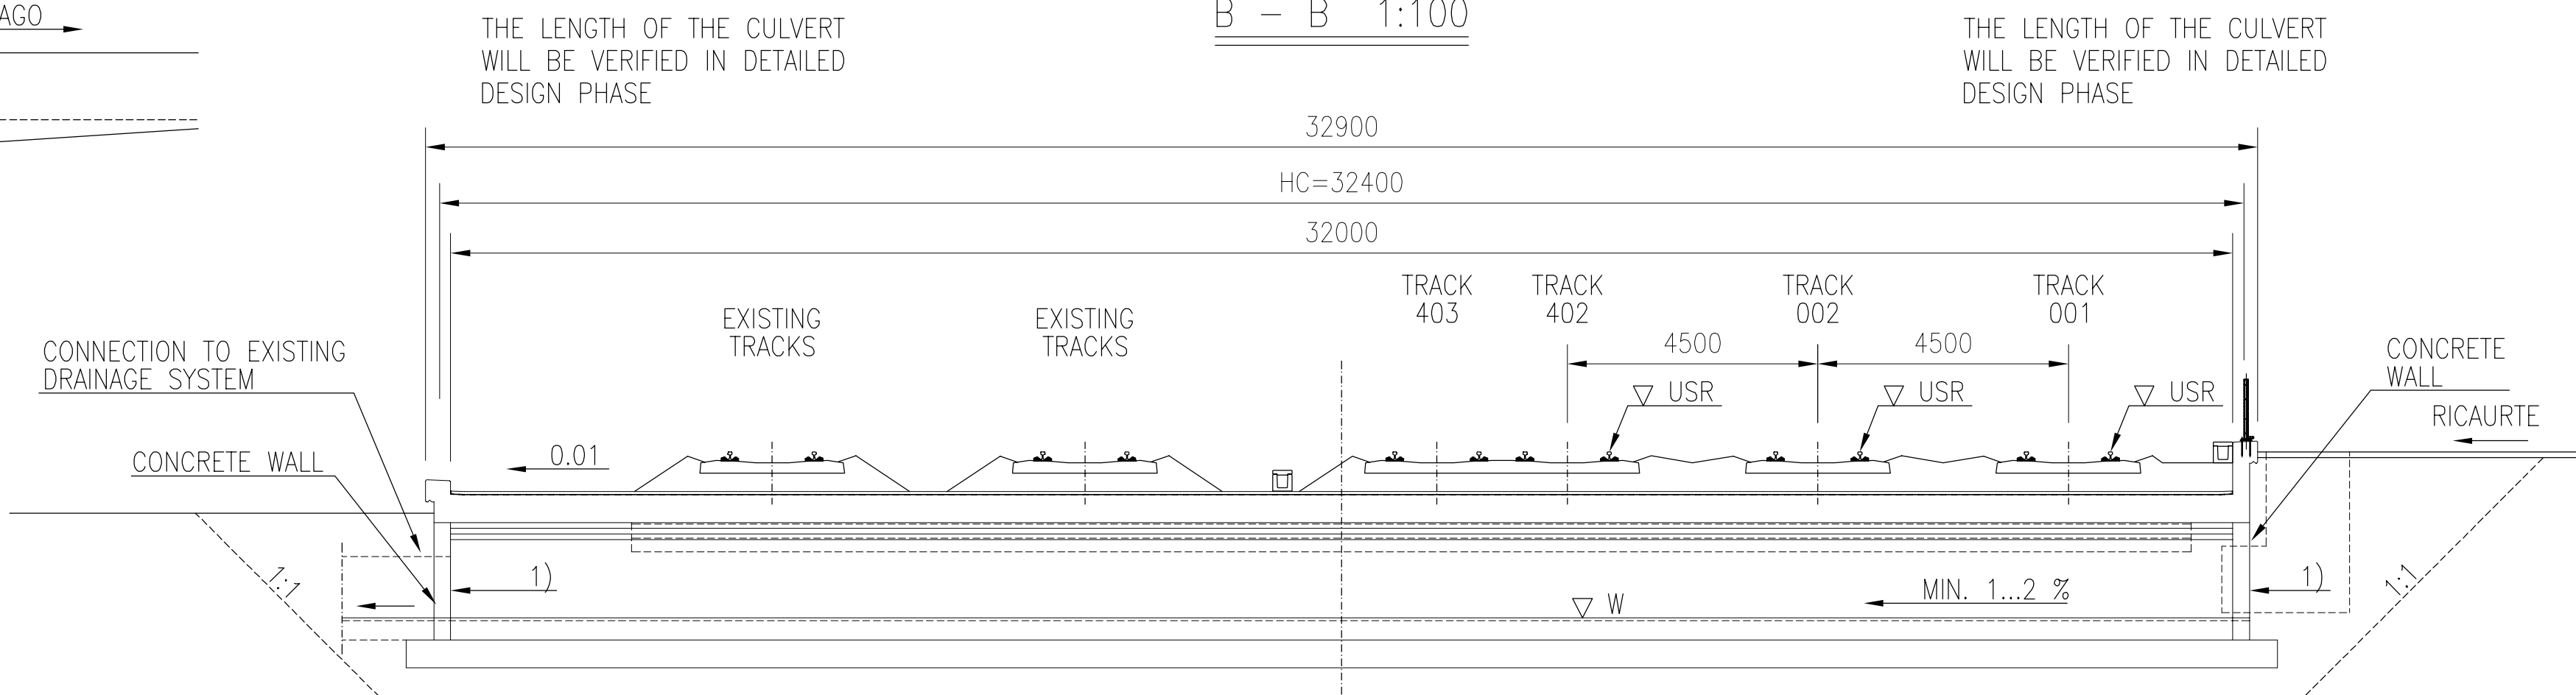 AGO
B – B 1:100
THE LENGTH OF THE CULVERT
WILL BE VERIFIED IN DETAILED
DESIGN PHASE
THE LENGTH OF THE CULVERT
WILL BE VERIFIED IN DETAILED
DESIGN PHASE
32900
HC=32400
32000
EXISTING
TRACKS
EXISTING
TRACKS
TRACK
403
TRACK
402
TRACK
002
TRACK
001
4500
4500
USR
USR
USR
CONNECTION TO EXISTING
DRAINAGE SYSTEM
CONCRETE WALL
0.01
CONCRETE
WALL
RICAURTE
1:1
1)
W
MIN. 1...2 %
1)
1:1